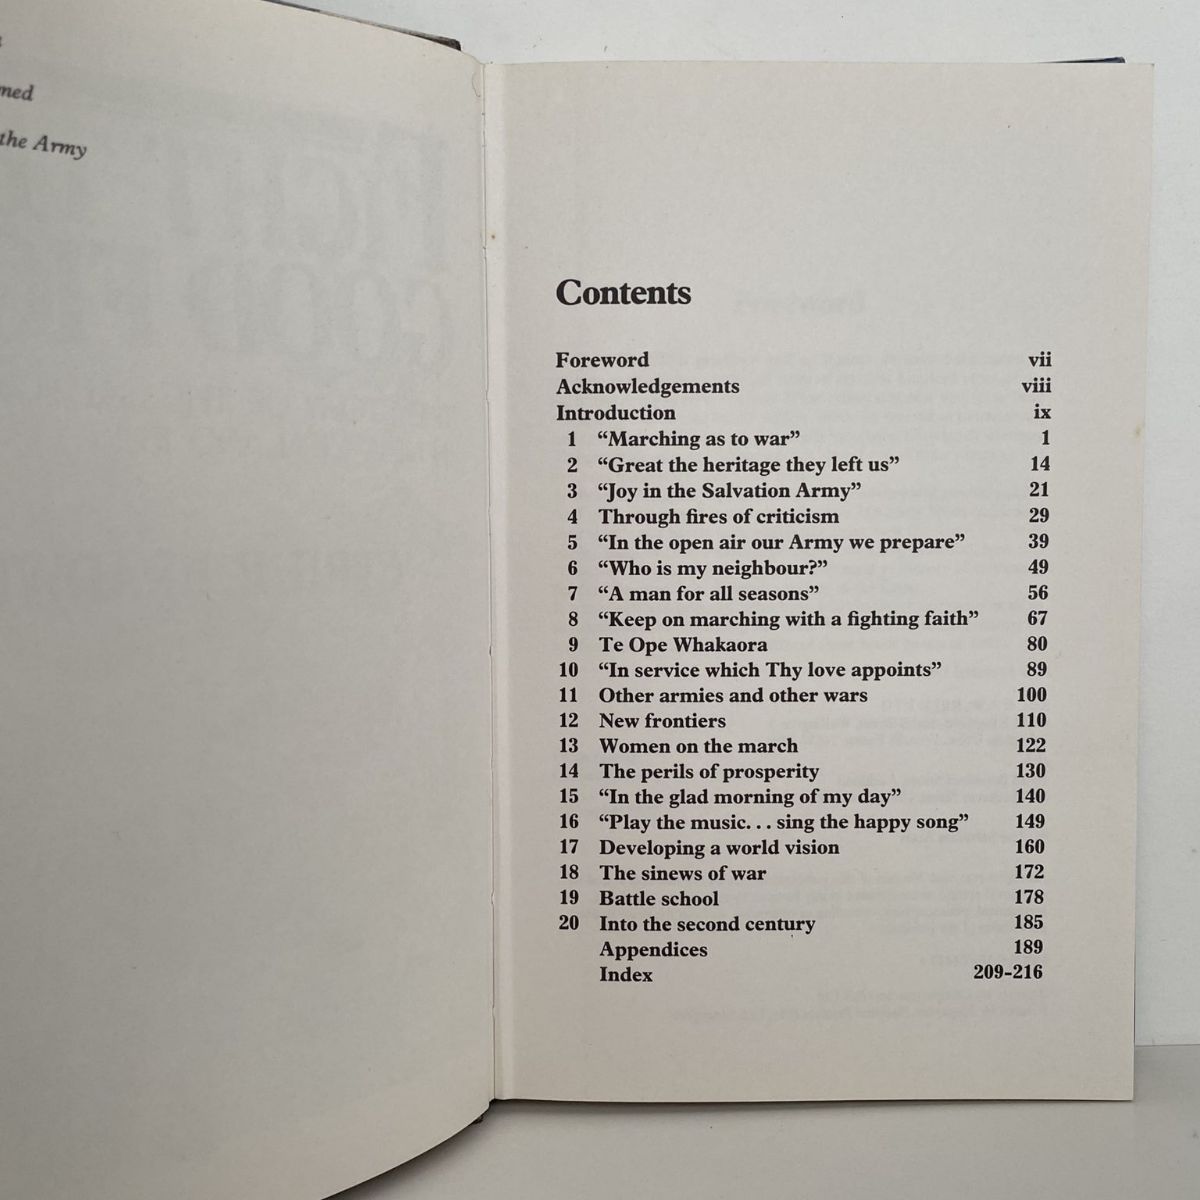 med
the Army
Contents
Foreword vii
Acknowledgements viii
Introduction ix
1 “Marching as to war” 1
2 “Great the heritage they left us” 14
3 “Joy in the Salvation Army” 21
4 Through fires of criticism 29
5 “In the open air our Army we prepare” 39
6 “Who is my neighbour?” 49
7 “A man for all seasons” 56
8 “Keep on marching with a fighting faith” 67
9 Te Ope Whakaora 80
10 “In service which Thy love appoints” 89
11 Other armies and other wars 100
12 New frontiers 110
13 Women on the march 122
14 The perils of prosperity 130
15 “In the glad morning of my day” 140
16 “Play the music. . . sing the happy song” 149
17 Developing a world vision 160
18 The sinews of war 172
19 Battle school 178
20 Into the second century 185
Appendices 189
Index 209–216